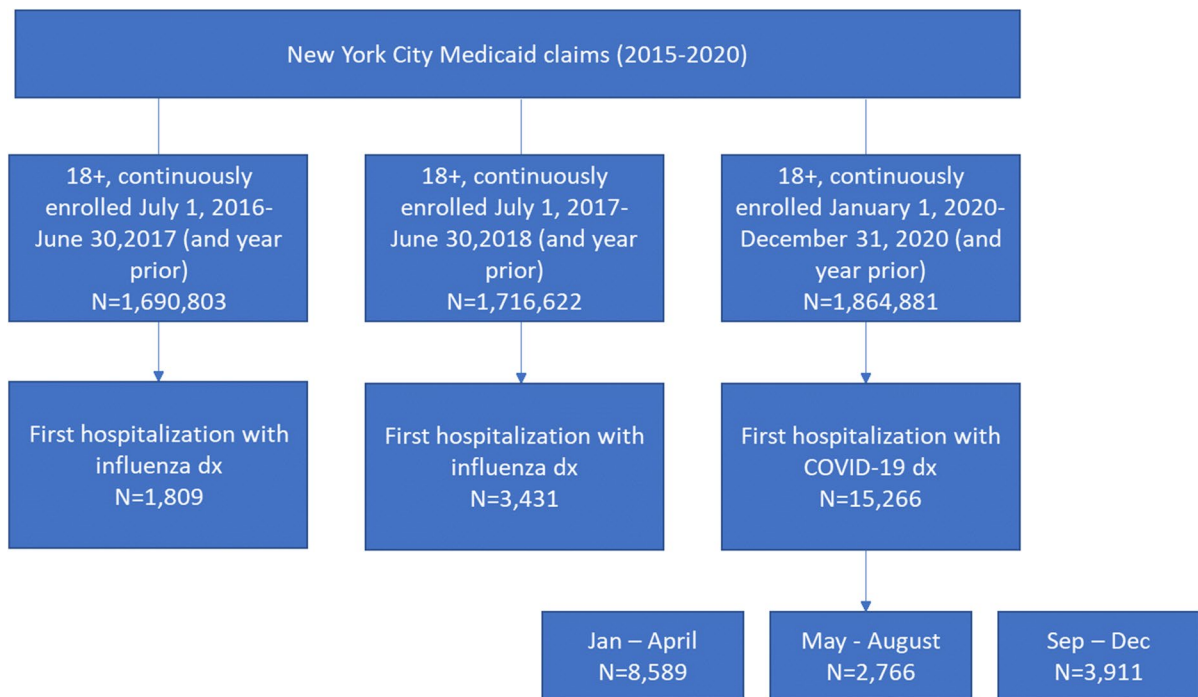 New York City Medicaid claims (2015-2020)
18+, continuously
enrolled July 1, 2016-
June 30,2017 (and year
prior)
N=1,690,803
18+, continuously
enrolled July 1, 2017-
June 30,2018 (and year
prior)
N=1,716,622
18+, continuously
enrolled January 1, 2020-
December 31, 2020 (and
year prior)
N=1,864,881
First hospitalization with
influenza dx
N=1,809
First hospitalization with
influenza dx
N=3,431
First hospitalization with
COVID-19 dx
N=15,266
Jan – April
N=8,589
May - August
N=2,766
Sep – Dec
N=3,911